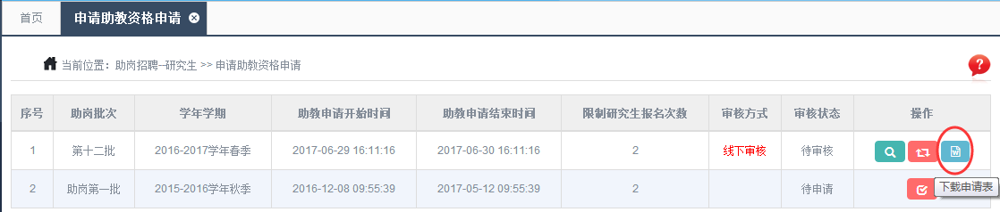 首页 申请助教资格申请
当前位置：助岗招聘--研究生 >> 申请助教资格申请
序号 助岗批次 学年学期 助教申请开始时间 助教申请结束时间 限制研究生报名次数 审核方式 审核状态 操作
1 第十二批 2016-2017学年春季 2017-06-29 16:11:16 2017-06-30 16:11:16 2 线下审核 待审核
2 助岗第一批 2015-2016学年秋季 2016-12-08 09:55:39 2017-05-12 09:55:39 2 待申请
下载申请表